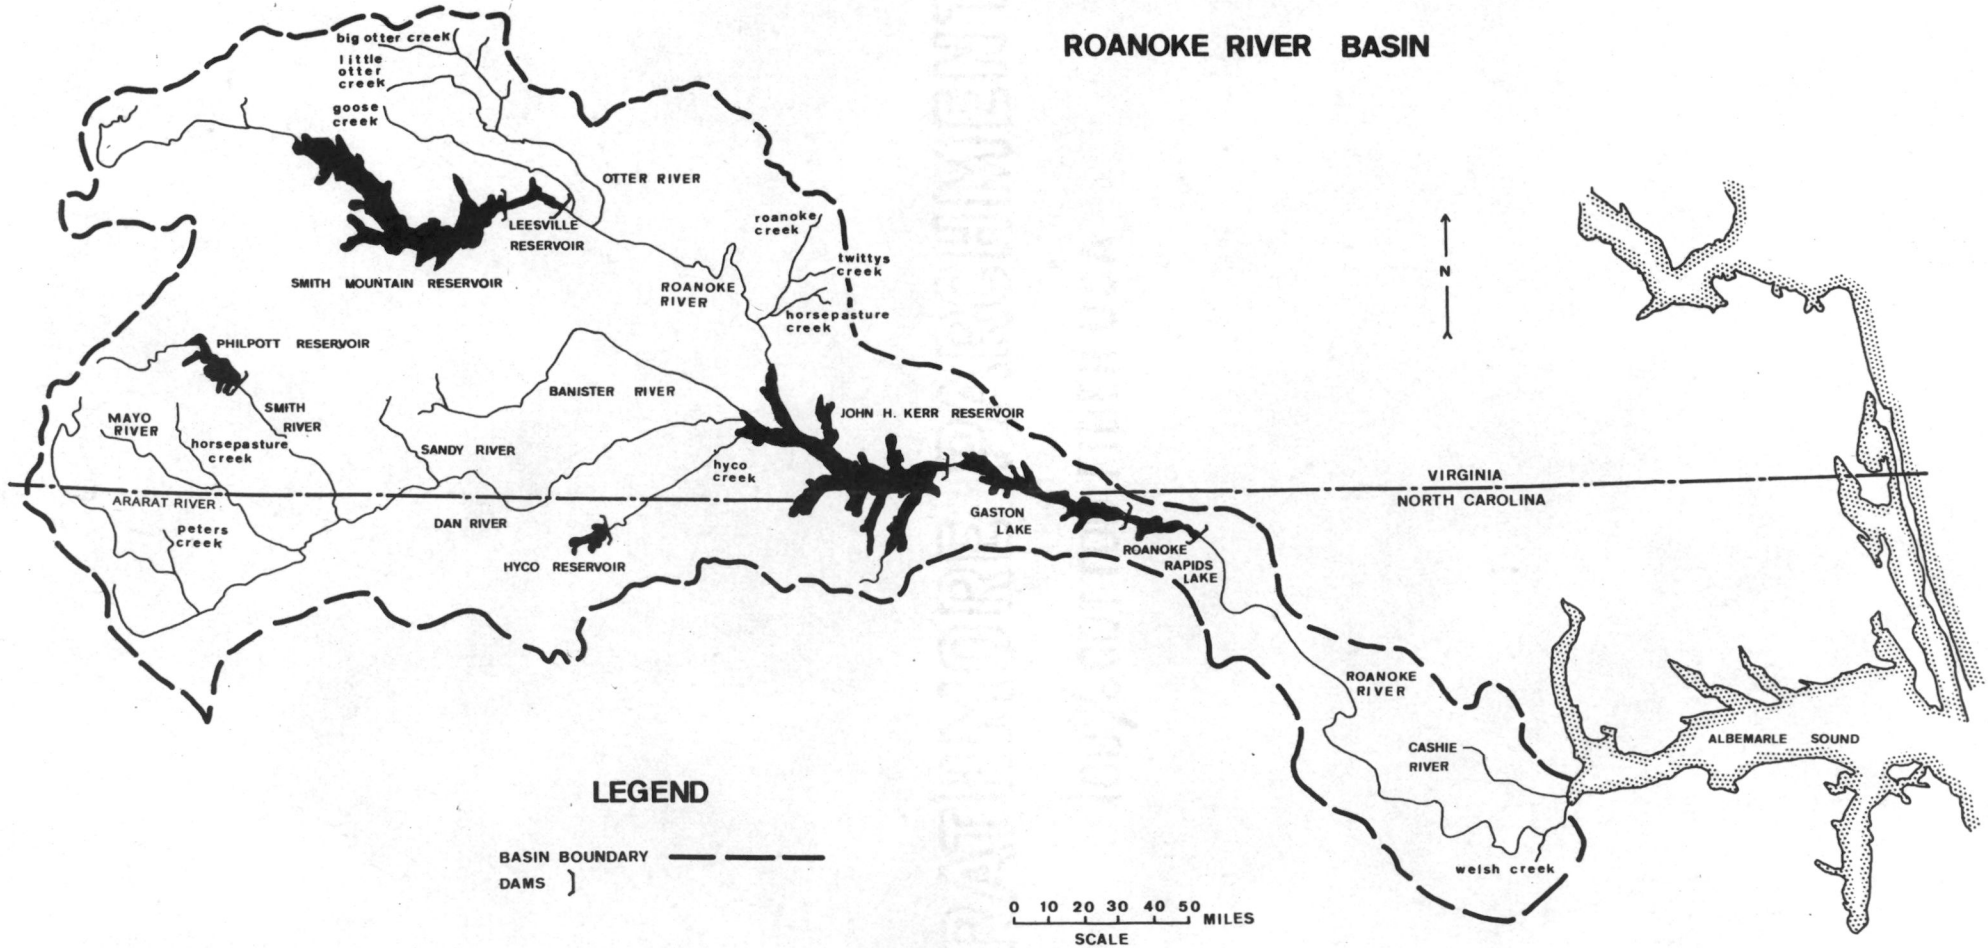 ROANOKE RIVER BASIN
big otter creek
little
otter
creek
goose
creek
OTTER RIVER
roanoke
creek
LEESVILLE
RESERVOIR
twittys
creek
N
SMITH MOUNTAIN RESERVOIR
ROANOKE
RIVER
horsepasture
creek
PHILPOTT RESERVOIR
BANISTER RIVER
SMITH
RIVER
MAYO
RIVER
JOHN H. KERR RESERVOIR
horsepasture
creek
SANDY RIVER
hyco
creek
VIRGINIA
NORTH CAROLINA
ARARAT RIVER
peters
creek
DAN RIVER
GASTON
LAKE
HYCO RESERVOIR
ROANOKE
RAPIDS
LAKE
ROANOKE
RIVER
CASHIE
RIVER
ALBEMARLE SOUND
LEGEND
BASIN BOUNDARY
DAMS ]
welsh creek
0 10 20 30 40 50 MILES
SCALE